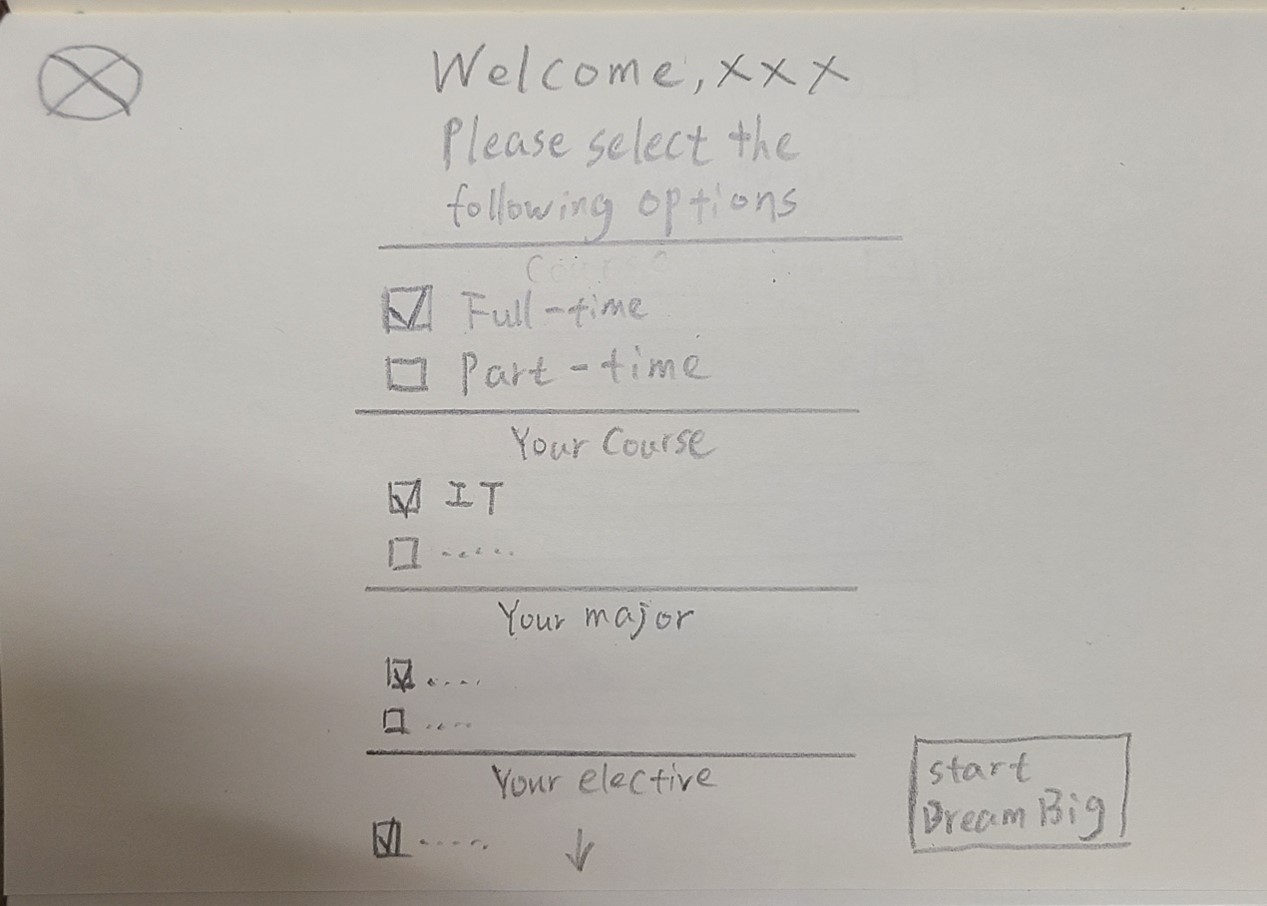 Welcome, xxx
Please select the
following options
Course
Full-time
Part-time
Your Course
IT
.....
Your major
.....
....
Your elective
.....
start
Dream Big